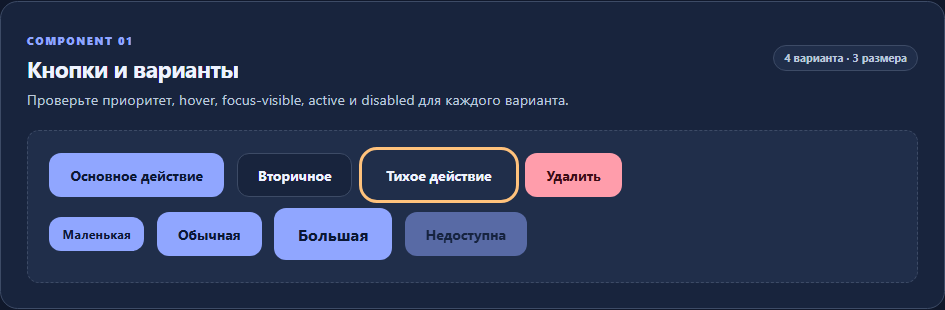 COMPONENT 01
Кнопки и варианты
4 варианта · 3 размера
Проверьте приоритет, hover, focus-visible, active и disabled для каждого варианта.
Основное действие
Вторичное
Тихое действие
Удалить
Маленькая
Обычная
Большая
Недоступна